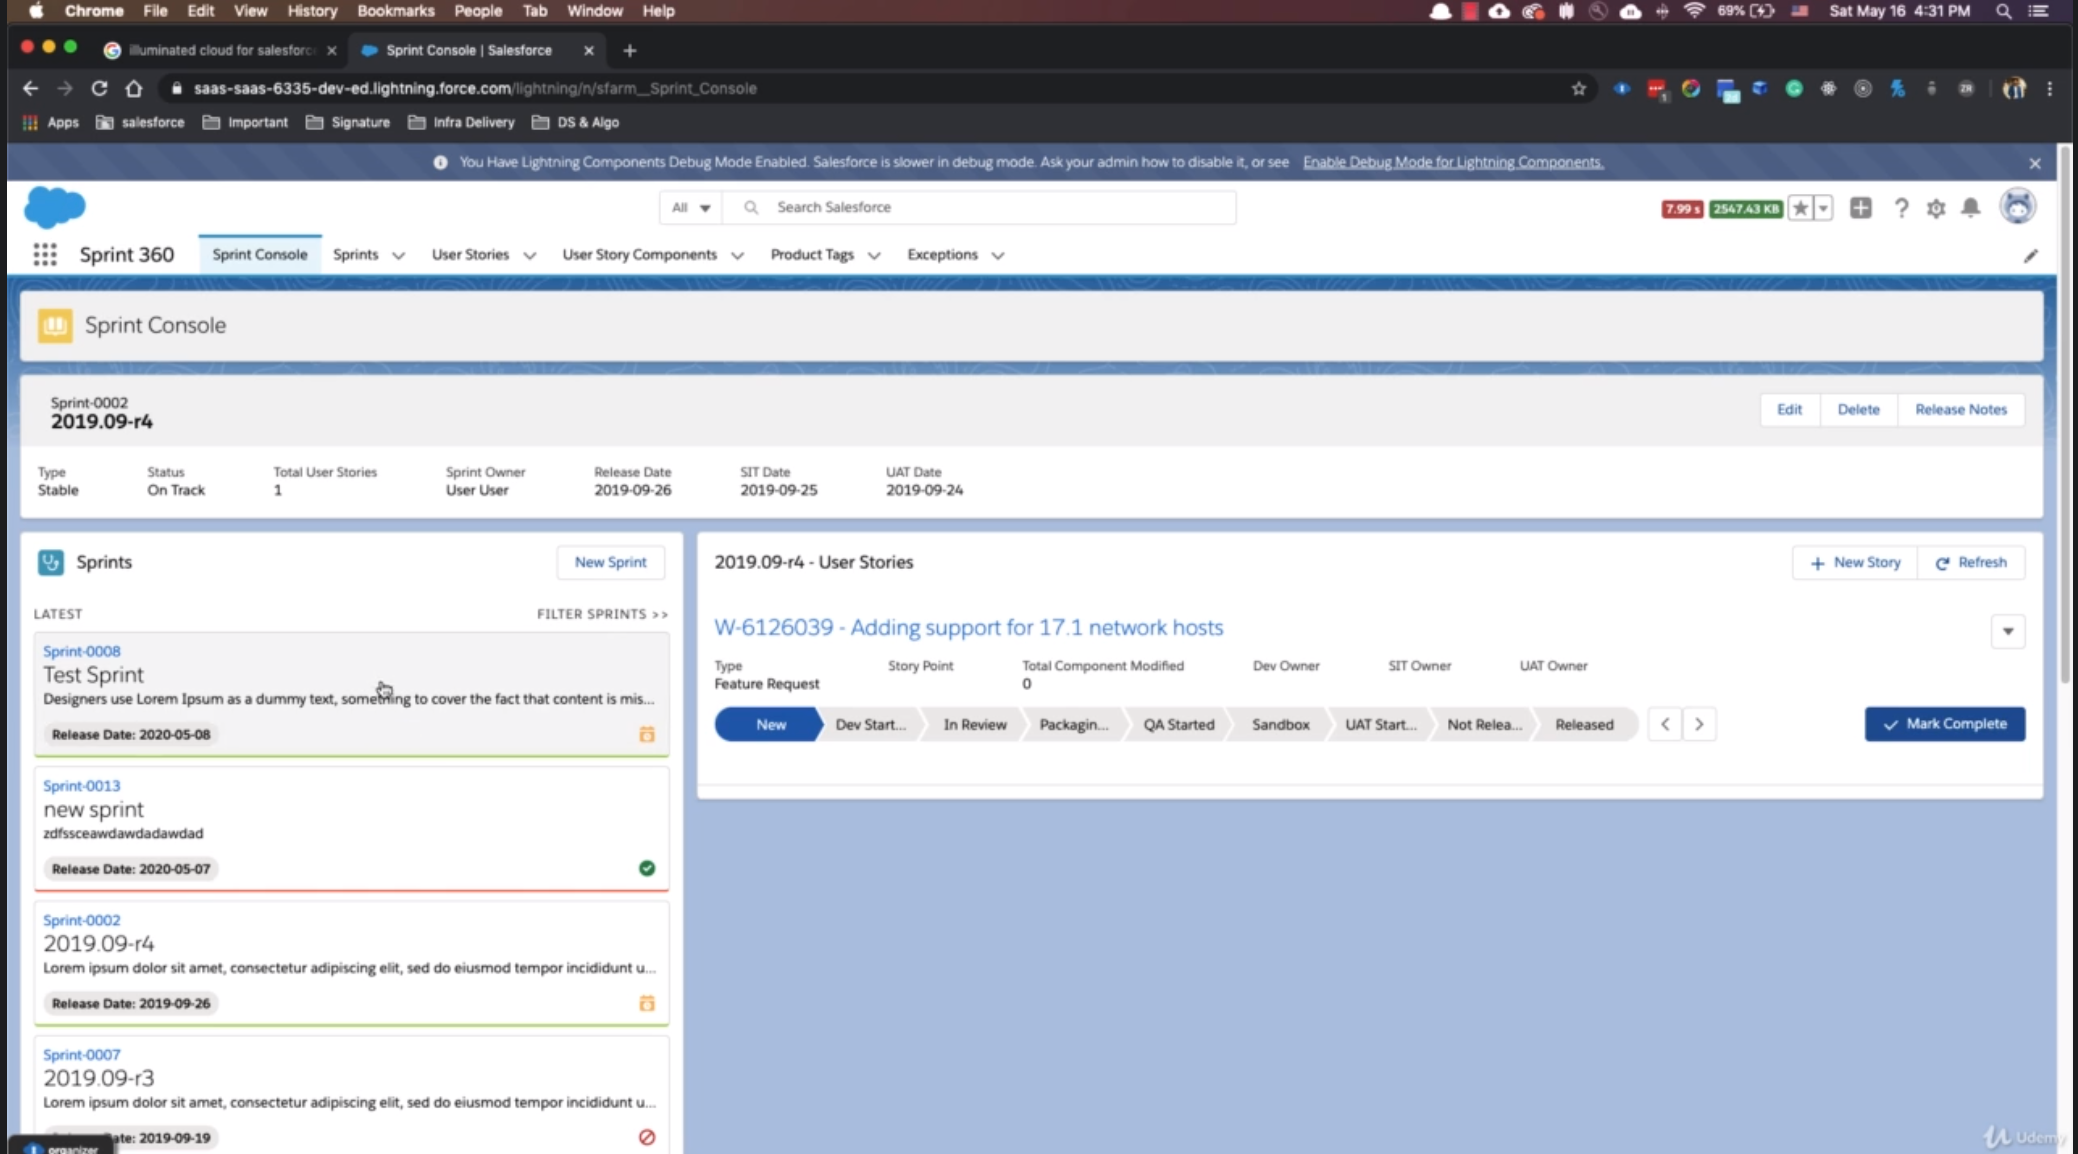 Chrome File Edit View History Bookmarks People Tab Window Help 69% Sat May 16 4:31 PM
illuminated cloud for salesforc Sprint Console | Salesforce
saas-saas-6335-dev-ed.lightning.force.com/lightning/n/sfarm__Sprint_Console
Apps salesforce Important Signature Infra Delivery DS & Algo
You Have Lightning Components Debug Mode Enabled. Salesforce is slower in debug mode. Ask your admin how to disable it, or see Enable Debug Mode for Lightning Components.
All Search Salesforce 7.99 s 2547.43 KB
Sprint 360 Sprint Console Sprints User Stories User Story Components Product Tags Exceptions
Sprint Console
Sprint-0002
2019.09-r4
Edit Delete Release Notes
Type Status Total User Stories Sprint Owner Release Date SIT Date UAT Date
Stable On Track 1 User User 2019-09-26 2019-09-25 2019-09-24
Sprints New Sprint
LATEST FILTER SPRINTS >>
Sprint-0008
Test Sprint
Designers use Lorem Ipsum as a dummy text, something to cover the fact that content is mis...
Release Date: 2020-05-08
Sprint-0013
new sprint
zdfssceawdawdadawdad
Release Date: 2020-05-07
Sprint-0002
2019.09-r4
Lorem ipsum dolor sit amet, consectetur adipiscing elit, sed do eiusmod tempor incididunt u...
Release Date: 2019-09-26
Sprint-0007
2019.09-r3
Lorem ipsum dolor sit amet, consectetur adipiscing elit, sed do eiusmod tempor incididunt u...
ate: 2019-09-19
organizer
2019.09-r4 - User Stories + New Story Refresh
W-6126039 - Adding support for 17.1 network hosts
Type Story Point Total Component Modified Dev Owner SIT Owner UAT Owner
Feature Request 0
New Dev Start... In Review Packagin... QA Started Sandbox UAT Start... Not Relea... Released Mark Complete
Udemy